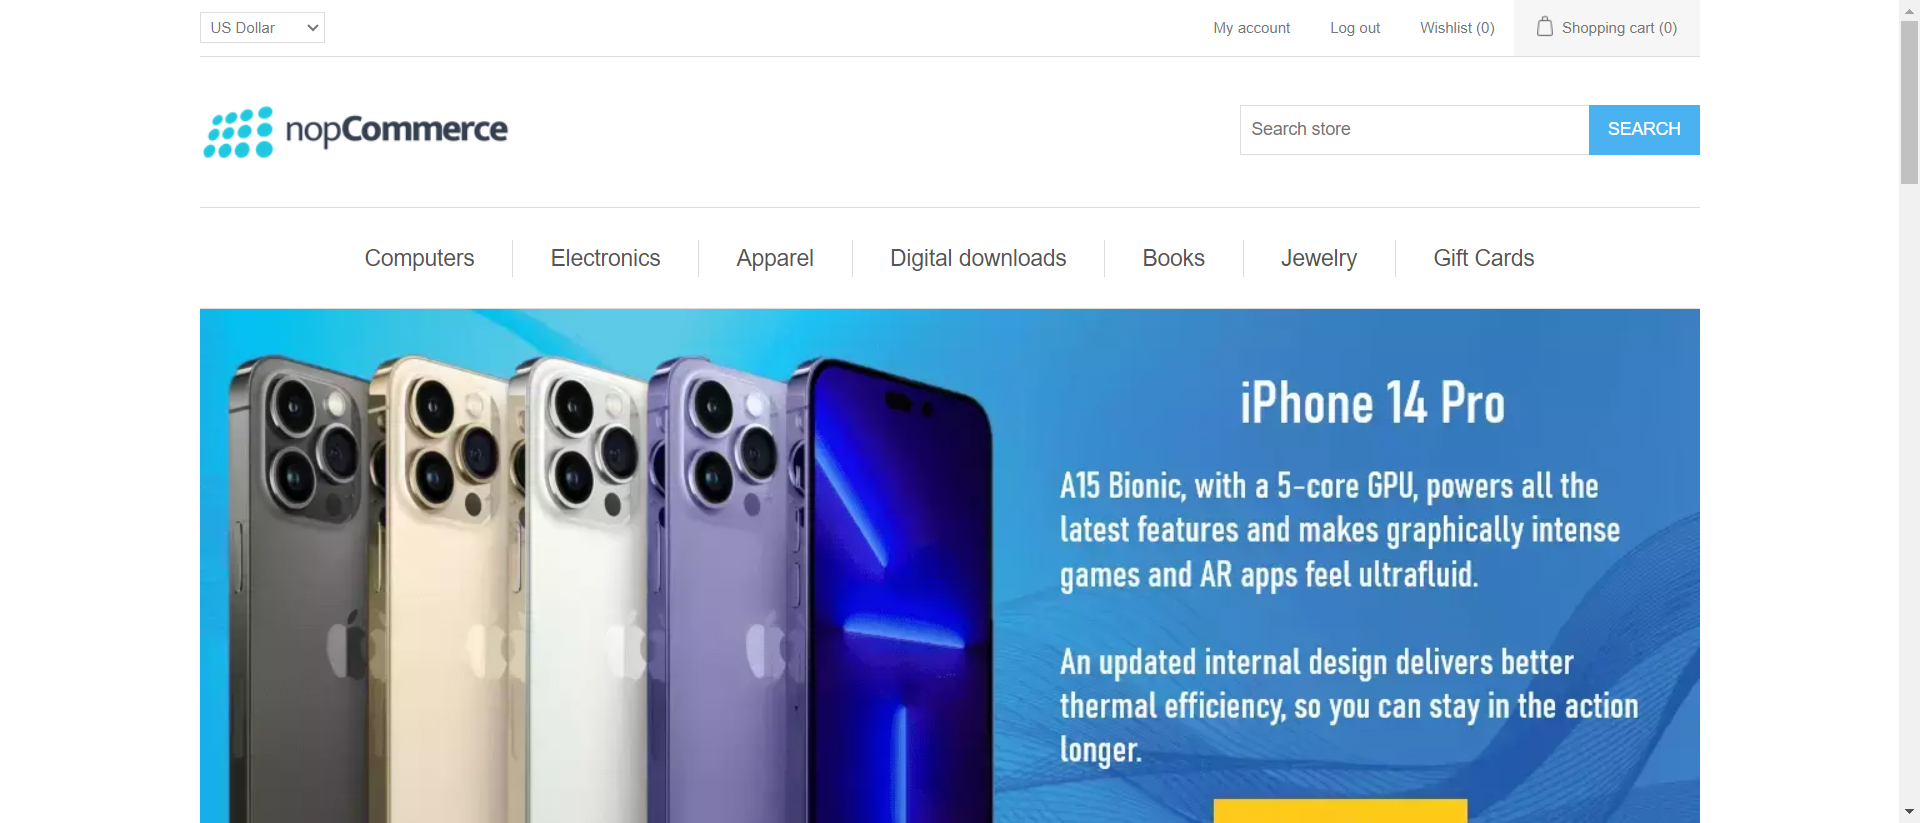 US Dollar
My account
Log out
Wishlist (0)
Shopping cart (0)
nopCommerce
Search store
SEARCH
Computers
Electronics
Apparel
Digital downloads
Books
Jewelry
Gift Cards
iPhone 14 Pro
A15 Bionic, with a 5-core GPU, powers all the
latest features and makes graphically intense
games and AR apps feel ultrafluid.
An updated internal design delivers better
thermal efficiency, so you can stay in the action
longer.